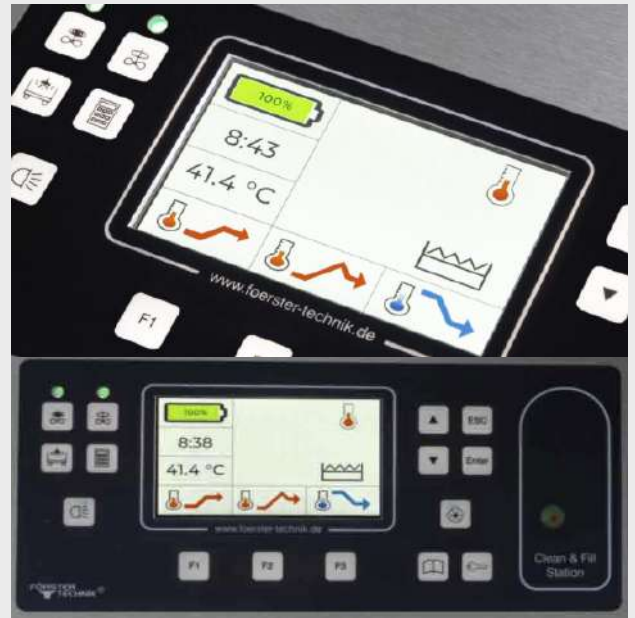 100%
8:43
41.4 °C
www.foerster-technik.de
F1
100%
8:38
41.4 °C
www.foerster-technik.de
ESC
Enter
F1
F2
F3
FÖRSTER
TECHNIK®
Clean & Fill
Station